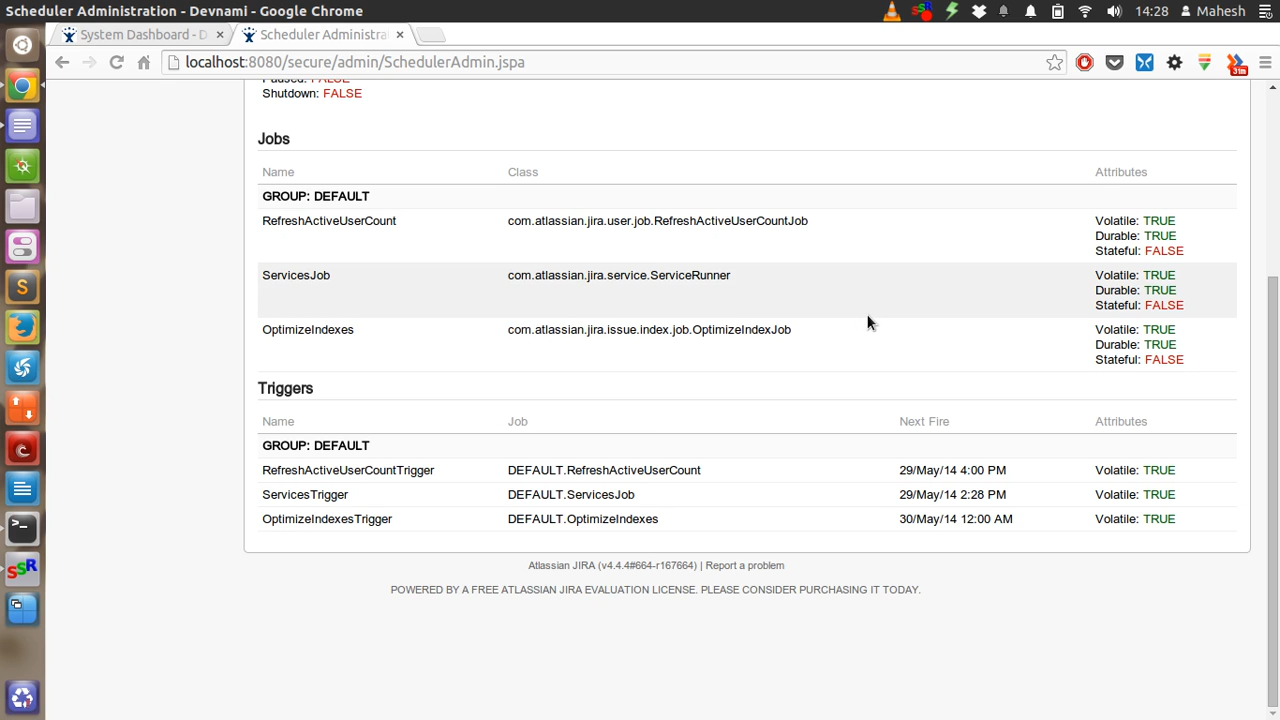 Scheduler Administration - Devnami - Google Chrome
14:28
Mahesh
System Dashboard - D
Scheduler Administra
localhost:8080/secure/admin/SchedulerAdmin.jspa
31m
Paused: FALSE
Shutdown: FALSE
Jobs
Name Class Attributes
GROUP: DEFAULT
RefreshActiveUserCount com.atlassian.jira.user.job.RefreshActiveUserCountJob Volatile: TRUE
Durable: TRUE
Stateful: FALSE
ServicesJob com.atlassian.jira.service.ServiceRunner Volatile: TRUE
Durable: TRUE
Stateful: FALSE
OptimizeIndexes com.atlassian.jira.issue.index.job.OptimizeIndexJob Volatile: TRUE
Durable: TRUE
Stateful: FALSE
Triggers
Name Job Next Fire Attributes
GROUP: DEFAULT
RefreshActiveUserCountTrigger DEFAULT.RefreshActiveUserCount 29/May/14 4:00 PM Volatile: TRUE
ServicesTrigger DEFAULT.ServicesJob 29/May/14 2:28 PM Volatile: TRUE
OptimizeIndexesTrigger DEFAULT.OptimizeIndexes 30/May/14 12:00 AM Volatile: TRUE
Atlassian JIRA (v4.4.4#664-r167664) | Report a problem
POWERED BY A FREE ATLASSIAN JIRA EVALUATION LICENSE. PLEASE CONSIDER PURCHASING IT TODAY.